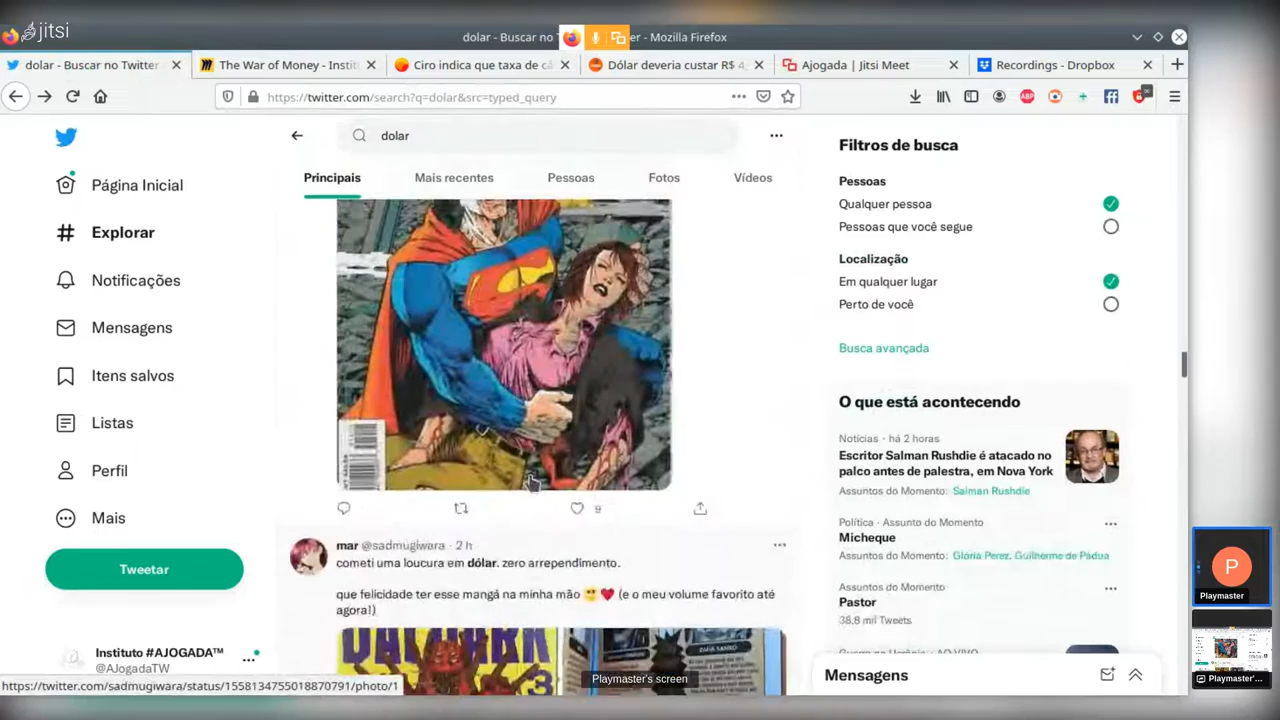 jitsi
dolar - Buscar no T
er - Mozilla Firefox
dolar - Buscar no Twitter
The War of Money - Instit
Ciro indica que taxa de câ
Dólar deveria custar R$ 4,
Ajogada | Jitsi Meet
Recordings - Dropbox
https://twitter.com/search?q=dolar&src=typed_query
ABP
dolar
Página Inicial
Explorar
Notificações
Mensagens
Itens salvos
Listas
Perfil
Mais
Tweetar
Instituto #AJOGADA™
@AJogadaTW
https://twitter.com/sadmugiwara/status/1558134755018870791/photo/1
Principais
Mais recentes
Pessoas
Fotos
Vídeos
9
mar @sadmugiwara · 2 h
cometi uma loucura em dólar. zero arrependimento.
que felicidade ter esse mangá na minha mão 🥲 ❤️ (e o meu volume favorito até
agora!)
Playmaster's screen
Filtros de busca
Pessoas
Qualquer pessoa
Pessoas que você segue
Localização
Em qualquer lugar
Perto de você
Busca avançada
O que está acontecendo
Notícias · há 2 horas
Escritor Salman Rushdie é atacado no
palco antes de palestra, em Nova York
Assuntos do Momento: Salman Rushdie
Política · Assunto do Momento
Micheque
Assuntos do Momento: Gloria Perez, Guilherme de Pádua
Assuntos do Momento
Pastor
38,8 mil Tweets
Mensagens
P
Playmaster
Playmaster'...